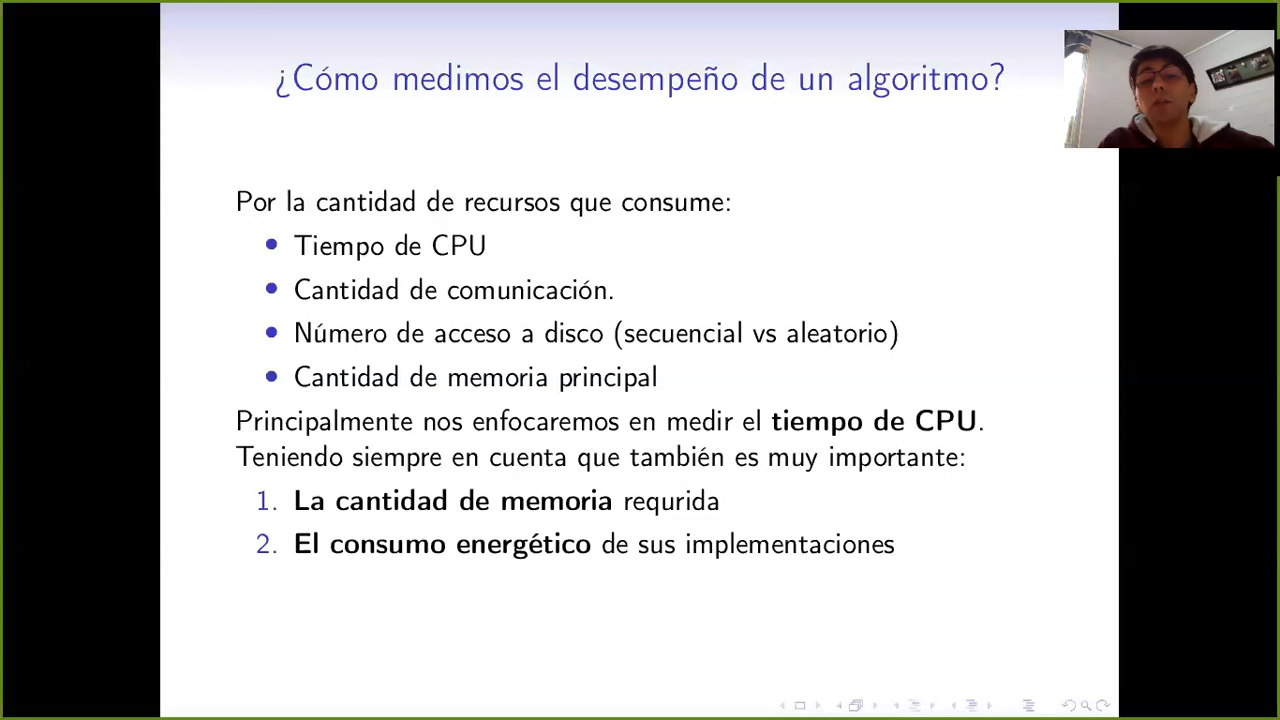 ¿Cómo medimos el desempeño de un algoritmo?
Por la cantidad de recursos que consume:
• Tiempo de CPU
• Cantidad de comunicación.
• Número de acceso a disco (secuencial vs aleatorio)
• Cantidad de memoria principal
Principalmente nos enfocaremos en medir el tiempo de CPU.
Teniendo siempre en cuenta que también es muy importante:
1. La cantidad de memoria requrida
2. El consumo energético de sus implementaciones